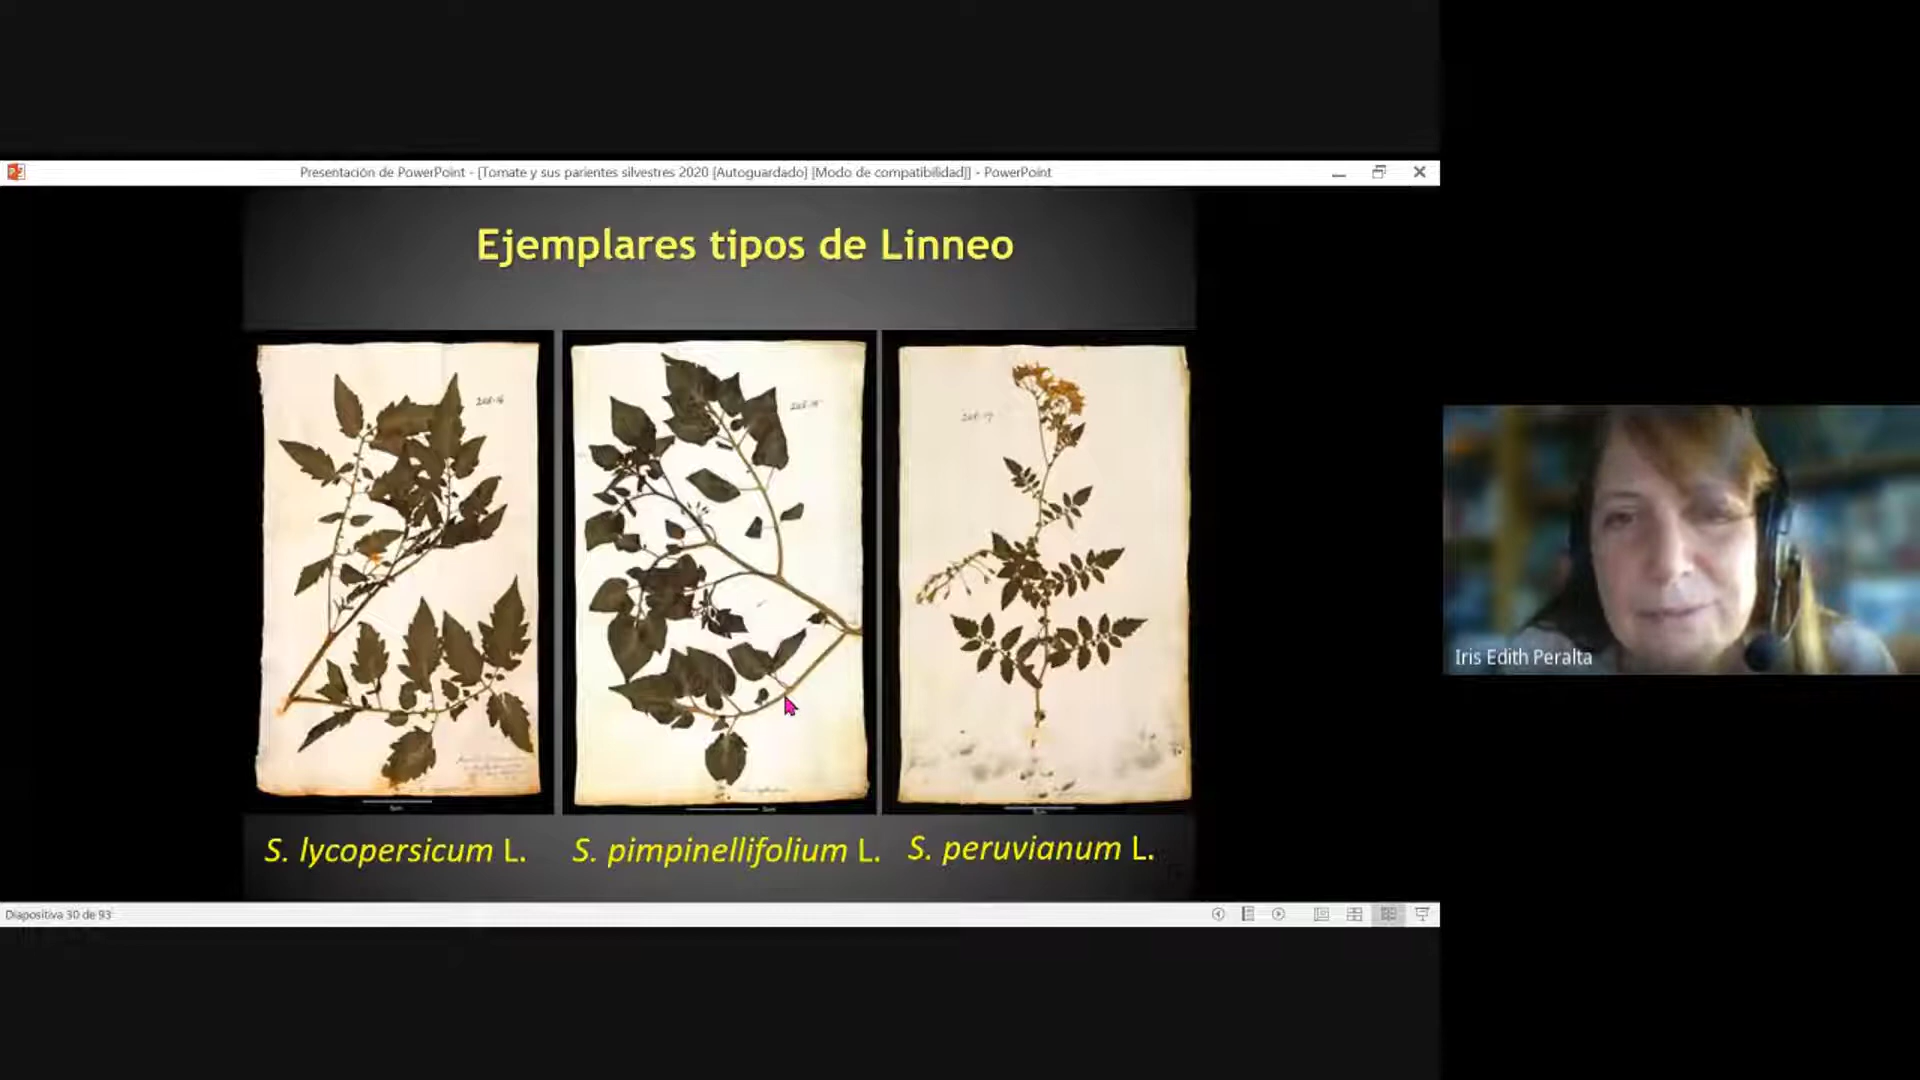 Presentación de PowerPoint - [Tomate y sus parientes silvestres 2020 [Autoguardado] [Modo de compatibilidad]] - PowerPoint
Ejemplares tipos de Linneo
S. lycopersicum L.
S. pimpinellifolium L.
S. peruvianum L.
Iris Edith Peralta
Diapositiva 30 de 93